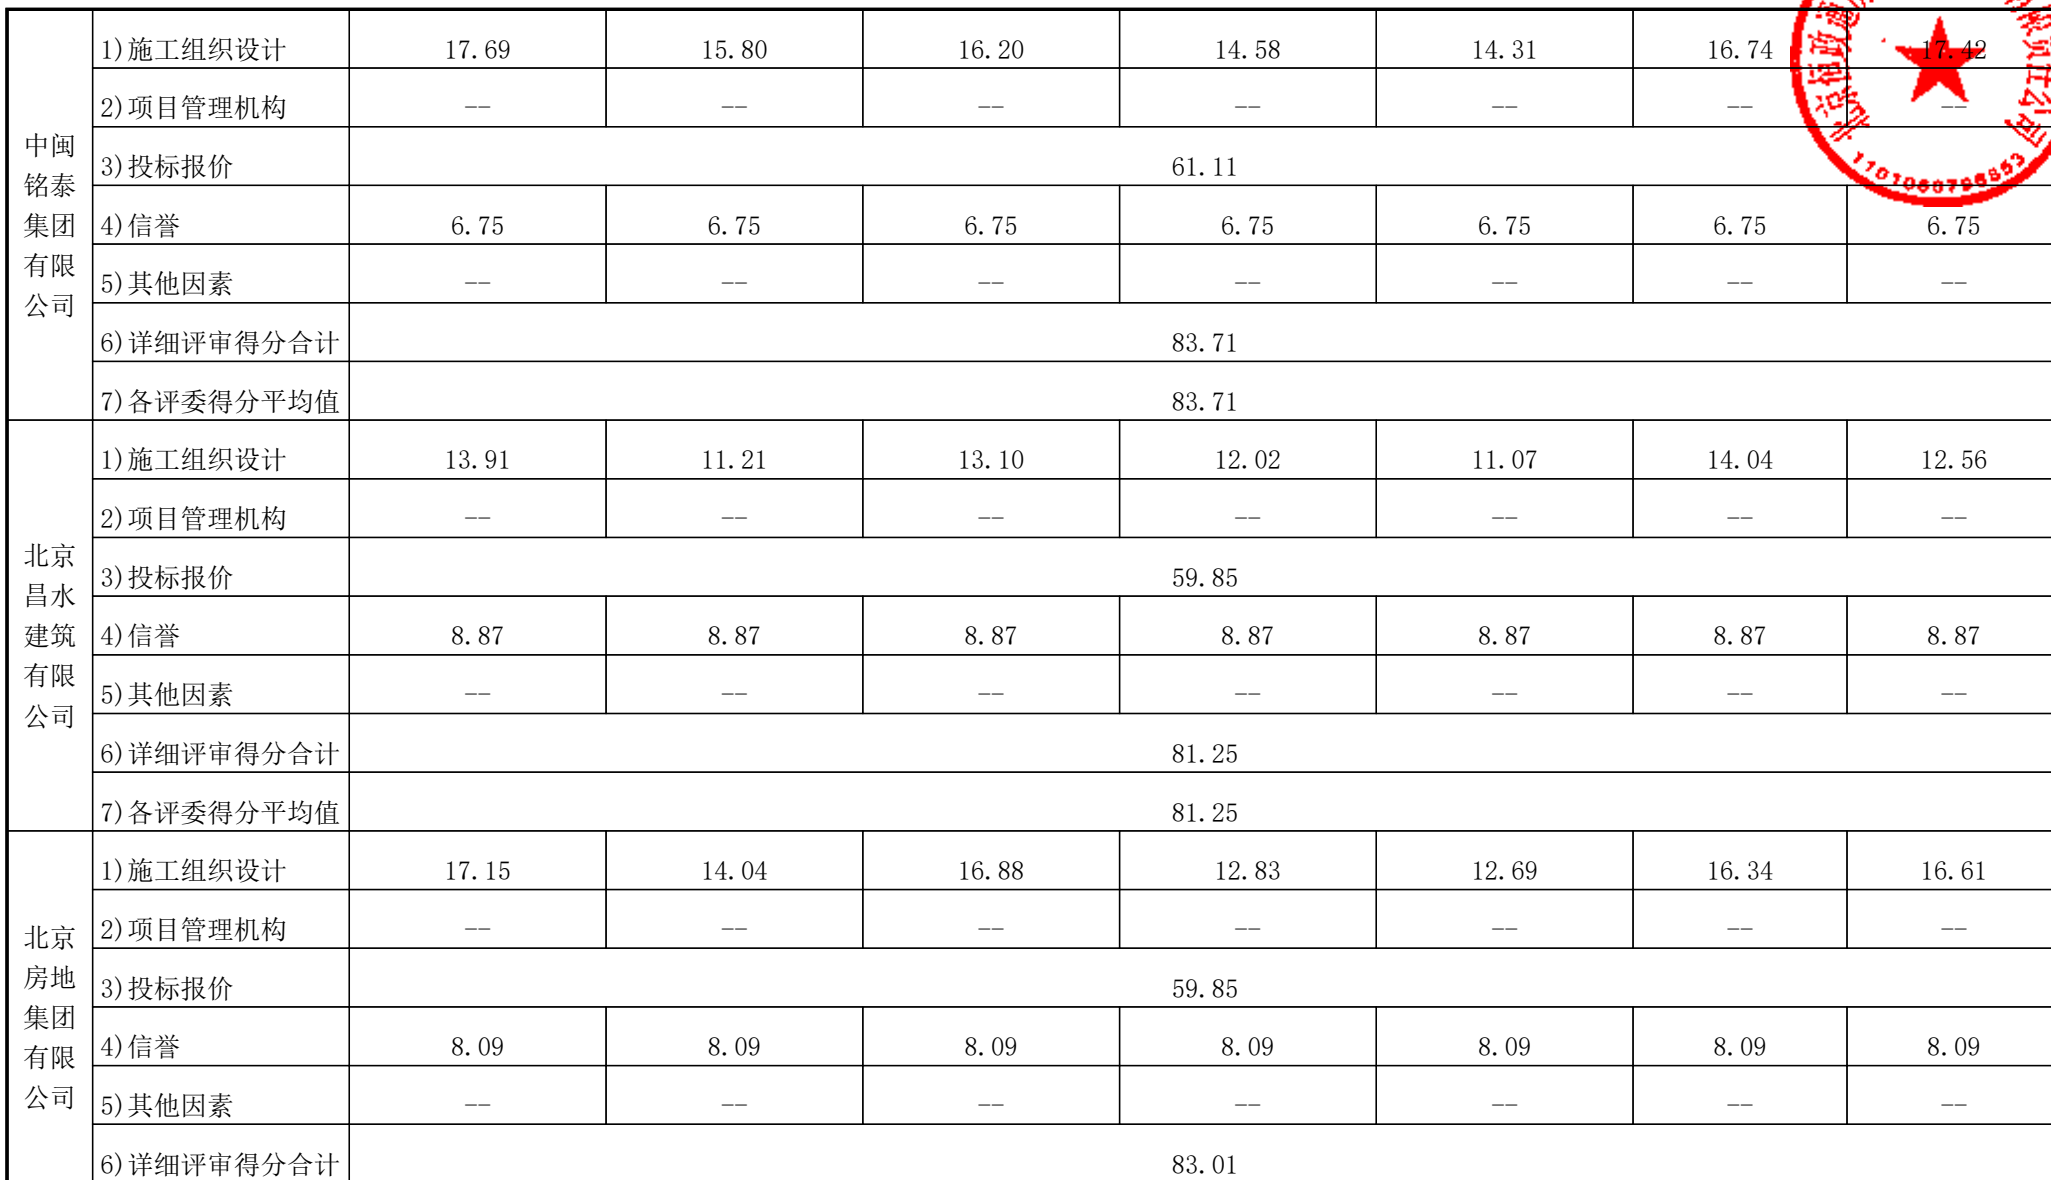 1)施工组织设计 17.69 15.80 16.20 14.58 14.31 16.74 17.42
2)项目管理机构 -- -- -- -- -- -- --
3)投标报价 61.11
4)信誉 6.75 6.75 6.75 6.75 6.75 6.75 6.75
5)其他因素 -- -- -- -- -- -- --
6)详细评审得分合计 83.71
7)各评委得分平均值 83.71
中闽
铭泰
集团
有限
公司
1)施工组织设计 13.91 11.21 13.10 12.02 11.07 14.04 12.56
2)项目管理机构 -- -- -- -- -- -- --
3)投标报价 59.85
4)信誉 8.87 8.87 8.87 8.87 8.87 8.87 8.87
5)其他因素 -- -- -- -- -- -- --
6)详细评审得分合计 81.25
7)各评委得分平均值 81.25
北京
昌水
建筑
有限
公司
1)施工组织设计 17.15 14.04 16.88 12.83 12.69 16.34 16.61
2)项目管理机构 -- -- -- -- -- -- --
3)投标报价 59.85
4)信誉 8.09 8.09 8.09 8.09 8.09 8.09 8.09
5)其他因素 -- -- -- -- -- -- --
6)详细评审得分合计 83.01
北京
房地
集团
有限
公司